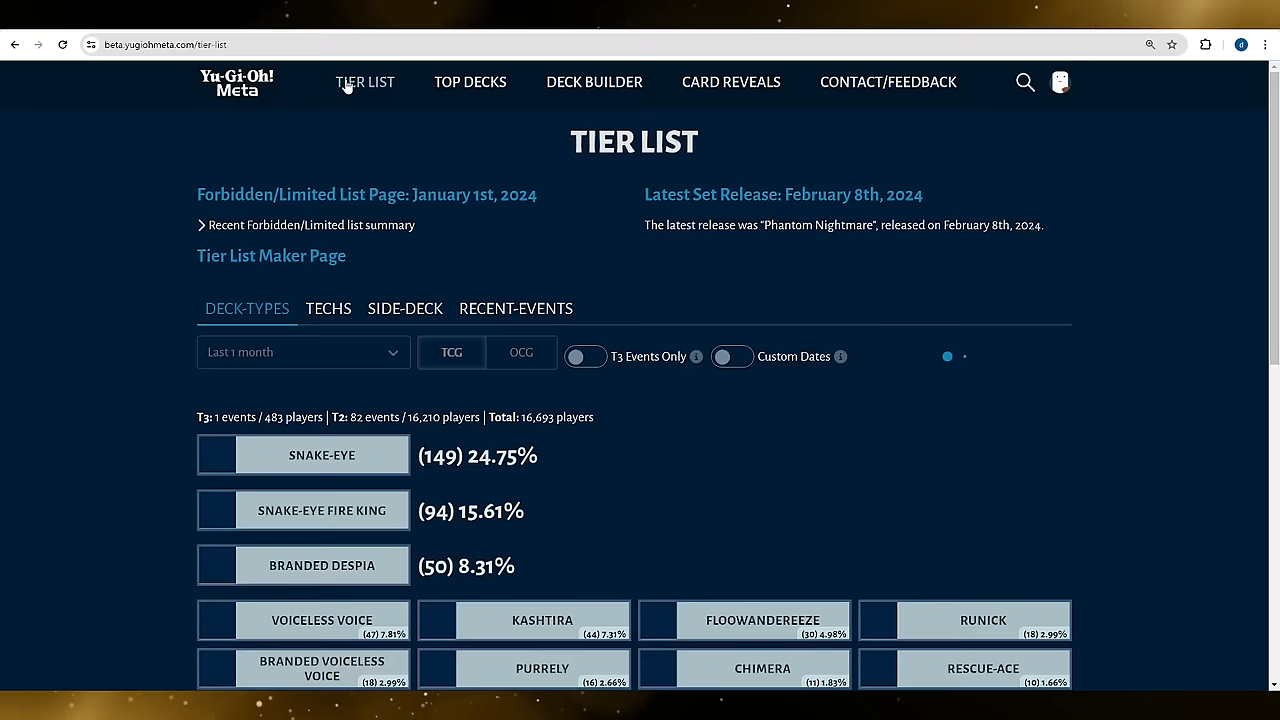 beta.yugiohmeta.com/tier-list
d
Yu-Gi-Oh!
Meta
TIER LIST
TOP DECKS
DECK BUILDER
CARD REVEALS
CONTACT/FEEDBACK
TIER LIST
Forbidden/Limited List Page: January 1st, 2024
Latest Set Release: February 8th, 2024
Recent Forbidden/Limited list summary
The latest release was "Phantom Nightmare", released on February 8th, 2024.
Tier List Maker Page
DECK-TYPES
TECHS
SIDE-DECK
RECENT-EVENTS
Last 1 month
TCG
OCG
T3 Events Only
Custom Dates
T3: 1 events / 483 players | T2: 82 events / 16,210 players | Total: 16,693 players
SNAKE-EYE
(149) 24.75%
SNAKE-EYE FIRE KING
(94) 15.61%
BRANDED DESPIA
(50) 8.31%
VOICELESS VOICE
(47) 7.81%
KASHTIRA
(44) 7.31%
FLOOWANDEREEZE
(30) 4.98%
RUNICK
(18) 2.99%
BRANDED VOICELESS
VOICE
(18) 2.99%
PURRELY
(16) 2.66%
CHIMERA
(11) 1.83%
RESCUE-ACE
(10) 1.66%